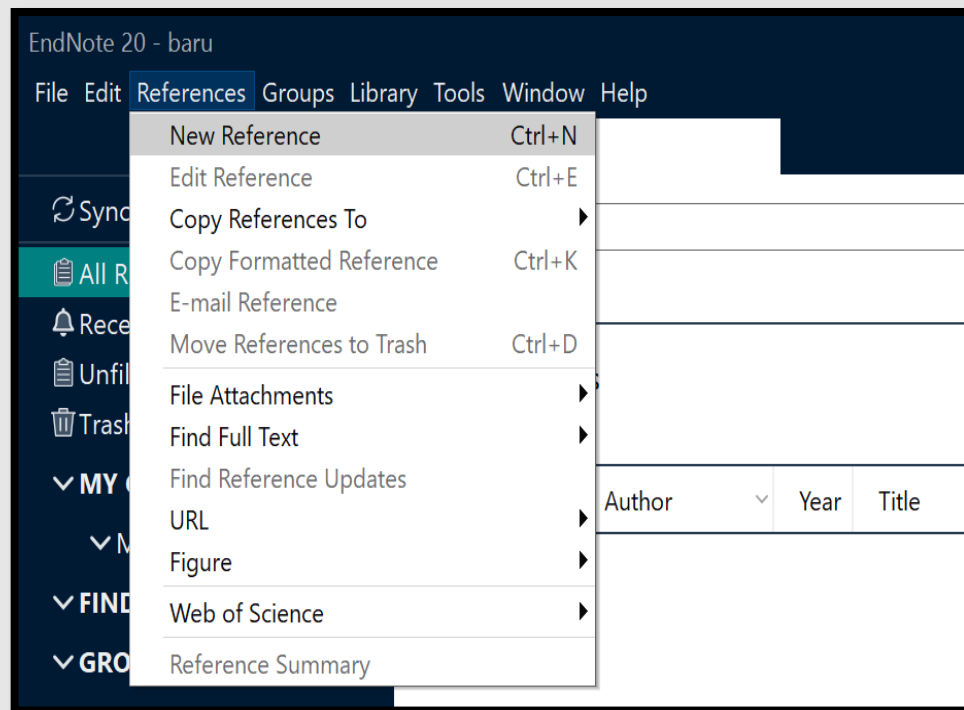 EndNote 20 - baru
File Edit References Groups Library Tools Window Help
New Reference Ctrl+N
Edit Reference Ctrl+E
Copy References To
Copy Formatted Reference Ctrl+K
E-mail Reference
Move References to Trash Ctrl+D
File Attachments
Find Full Text
Find Reference Updates
URL
Figure
Web of Science
Reference Summary
Sync
All R
Rece
Unfil
Trash
MY
M
FIND
GRO
Author Year Title